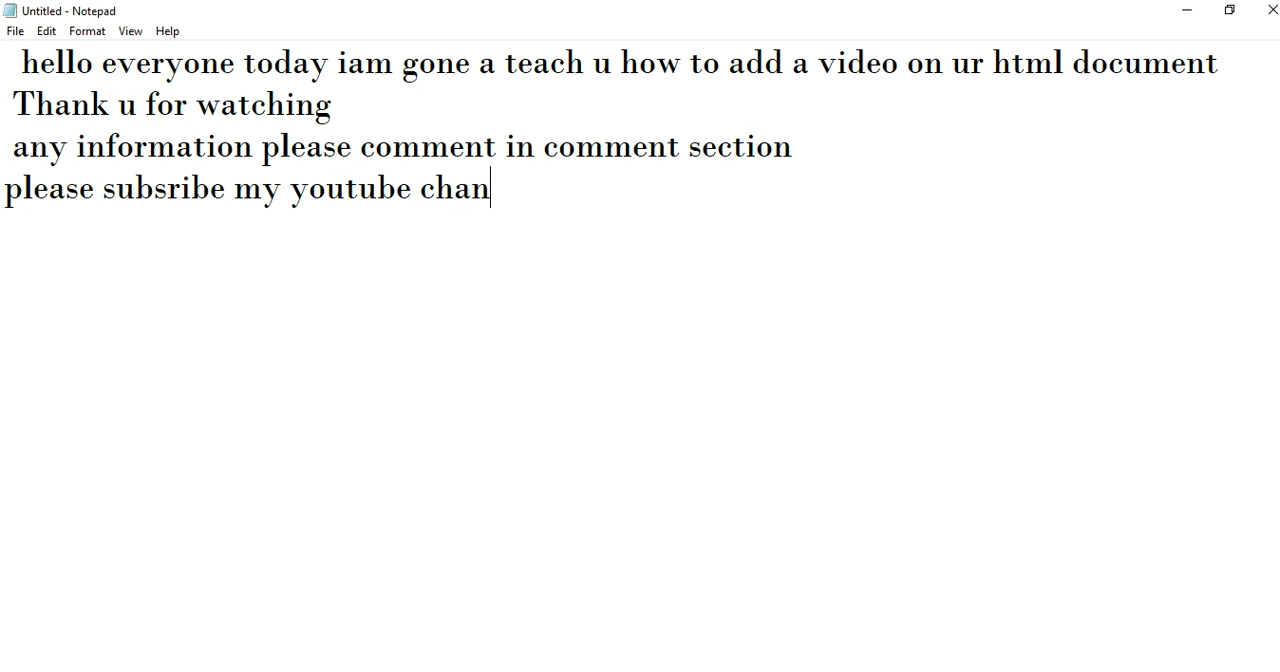 Untitled - Notepad
File Edit Format View Help
hello everyone today iam gone a teach u how to add a video on ur html document
Thank u for watching
any information please comment in comment section
please subsribe my youtube chan